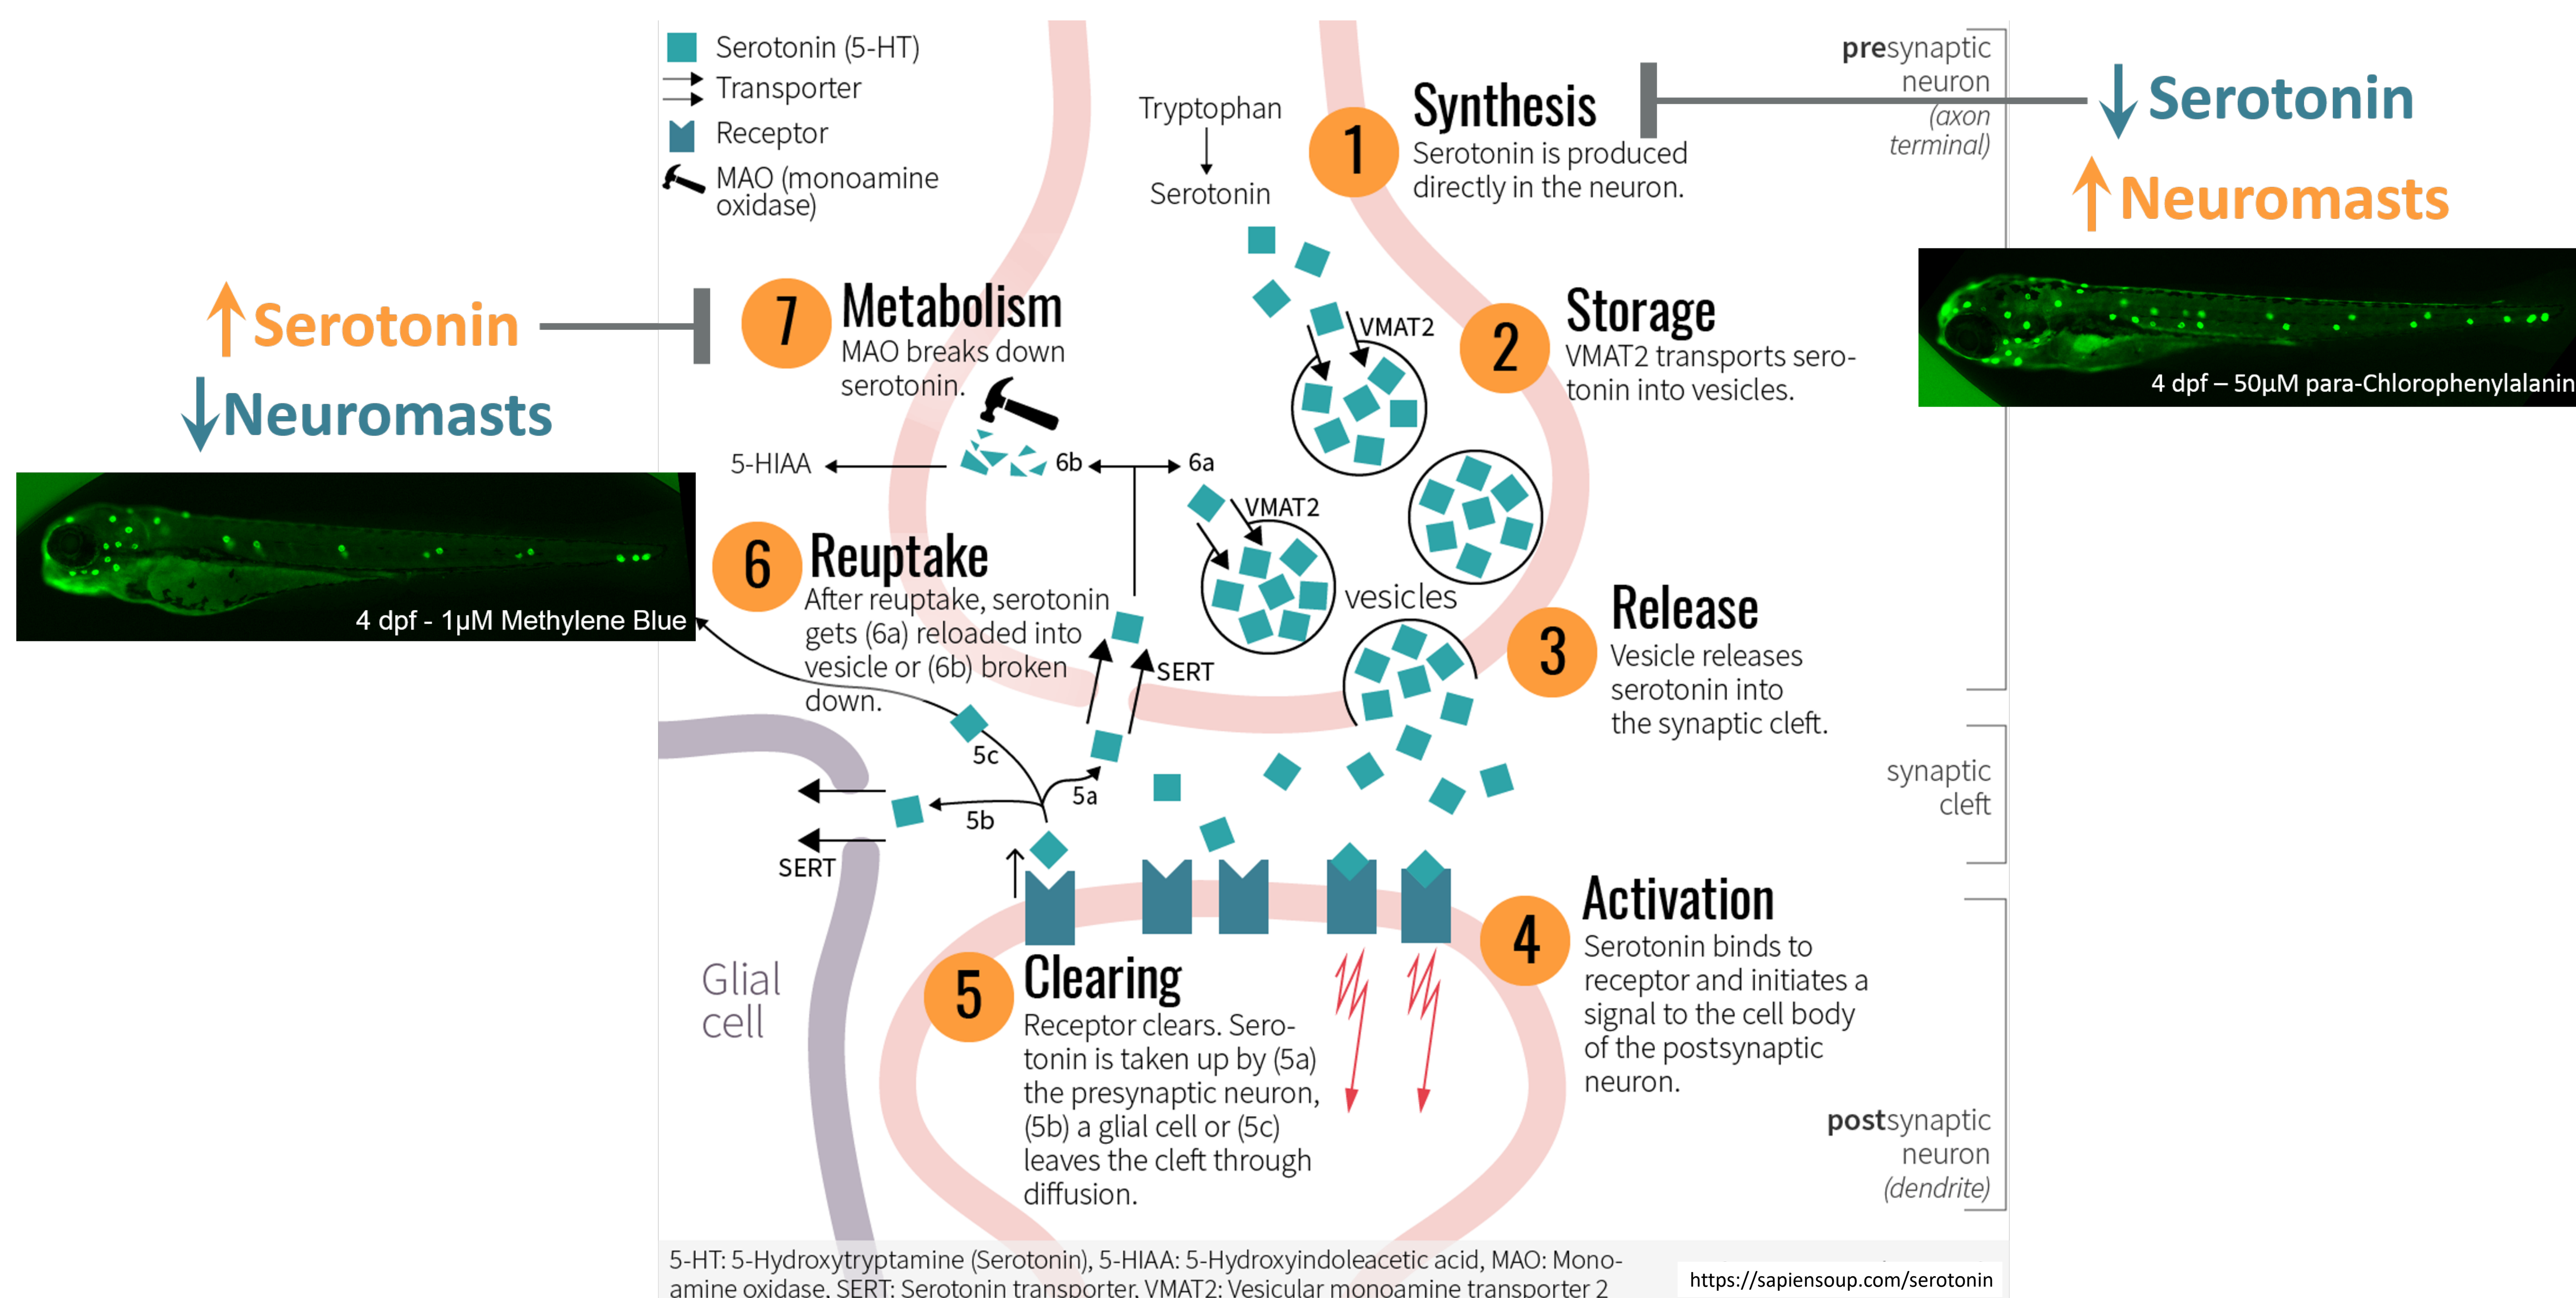 Serotonin (5-HT)
Transporter
Receptor
MAO (monoamine
oxidase)
Tryptophan
Serotonin
1
Synthesis
Serotonin is produced
directly in the neuron.
presynaptic
neuron
(axon
terminal)
Serotonin
Neuromasts
4 dpf – 50µM para-Chlorophenylalanin
Serotonin
Neuromasts
4 dpf - 1µM Methylene Blue
7
Metabolism
MAO breaks down
serotonin.
VMAT2
2
Storage
VMAT2 transports sero-
tonin into vesicles.
5-HIAA
6b
6a
VMAT2
vesicles
6
Reuptake
After reuptake, serotonin
gets (6a) reloaded into
vesicle or (6b) broken
down.
SERT
3
Release
Vesicle releases
serotonin into
the synaptic cleft.
5c
5a
5b
SERT
synaptic
cleft
4
Activation
Serotonin binds to
receptor and initiates a
signal to the cell body
of the postsynaptic
neuron.
Glial
cell
5
Clearing
Receptor clears. Sero-
tonin is taken up by (5a)
the presynaptic neuron,
(5b) a glial cell or (5c)
leaves the cleft through
diffusion.
postsynaptic
neuron
(dendrite)
5-HT: 5-Hydroxytryptamine (Serotonin), 5-HIAA: 5-Hydroxyindoleacetic acid, MAO: Mono-
amine oxidase, SERT: Serotonin transporter, VMAT2: Vesicular monoamine transporter 2
https://sapiensoup.com/serotonin